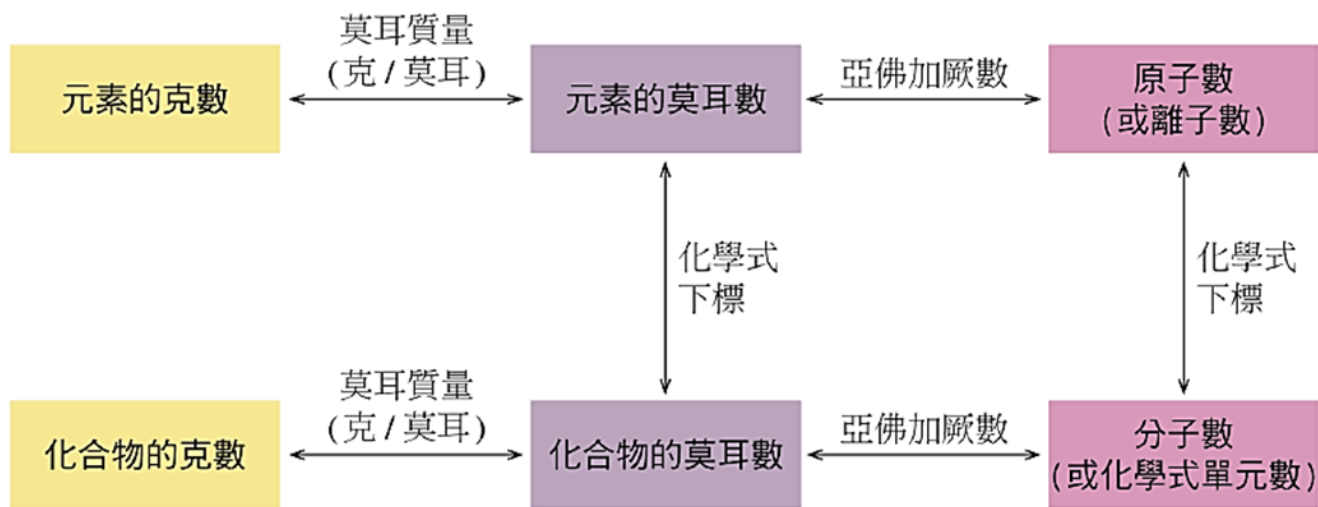 莫耳質量
(克 / 莫耳)
元素的克數
元素的莫耳數
亞佛加厥數
原子數
(或離子數)
化學式
下標
化學式
下標
莫耳質量
(克 / 莫耳)
化合物的克數
化合物的莫耳數
亞佛加厥數
分子數
(或化學式單元數)